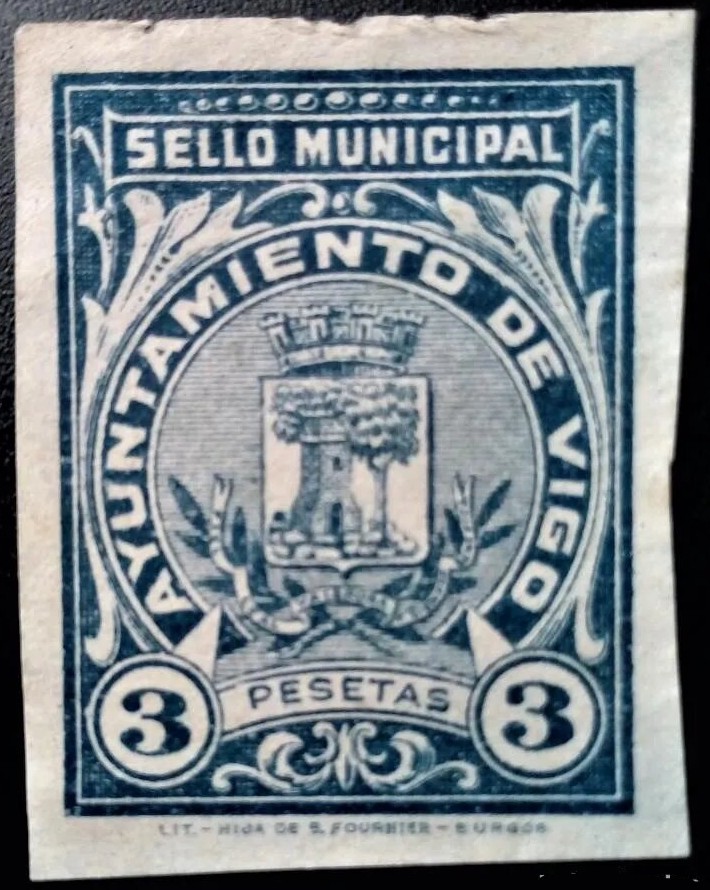 SELLO MUNICIPAL
AYUNTAMIENTO DE VIGO
3 PESETAS 3
LIT. - HIJA DE S. FOURNIER - BURGOS